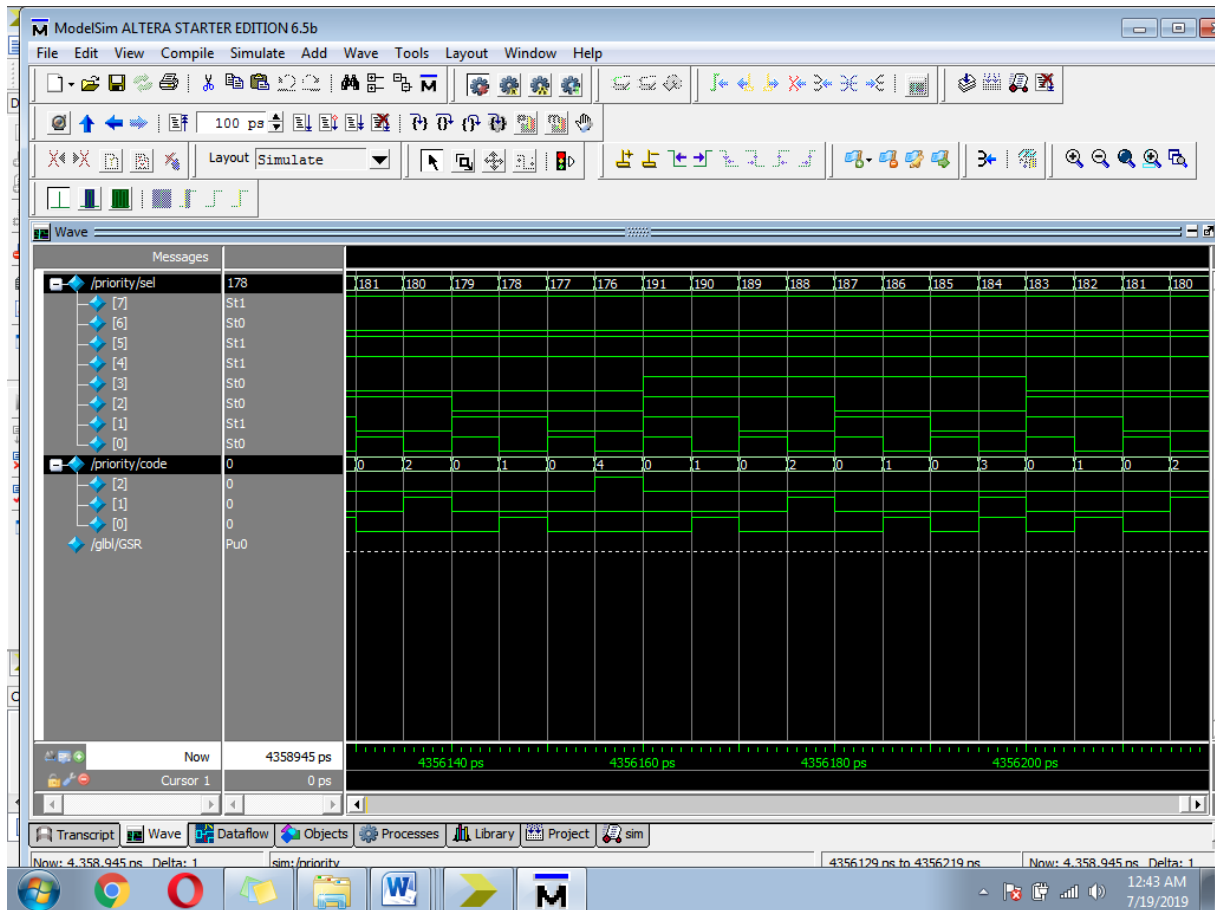 ModelSim ALTERA STARTER EDITION 6.5b
File Edit View Compile Simulate Add Wave Tools Layout Window Help
100 ps
Layout Simulate
Wave
Messages
/priority/sel 178 181 180 179 178 177 176 191 190 189 188 187 186 185 184 183 182 181 180
[7] St1
[6] St0
[5] St1
[4] St1
[3] St0
[2] St0
[1] St1
[0] St0
/priority/code 0 0 2 0 1 0 4 0 1 0 2 0 1 0 3 0 1 0 2
[2] 0
[1] 0
[0] 0
/glbl/GSR Pu0
Now 4358945 ps 4356140 ps 4356160 ps 4356180 ps 4356200 ps
Cursor 1 0 ps
Transcript Wave Dataflow Objects Processes Library Project sim
Now: 4,358,945 ps Delta: 1 sim:/priority 4356129 ps to 4356219 ps Now: 4,358,945 ps Delta: 1
12:43 AM
7/19/2019